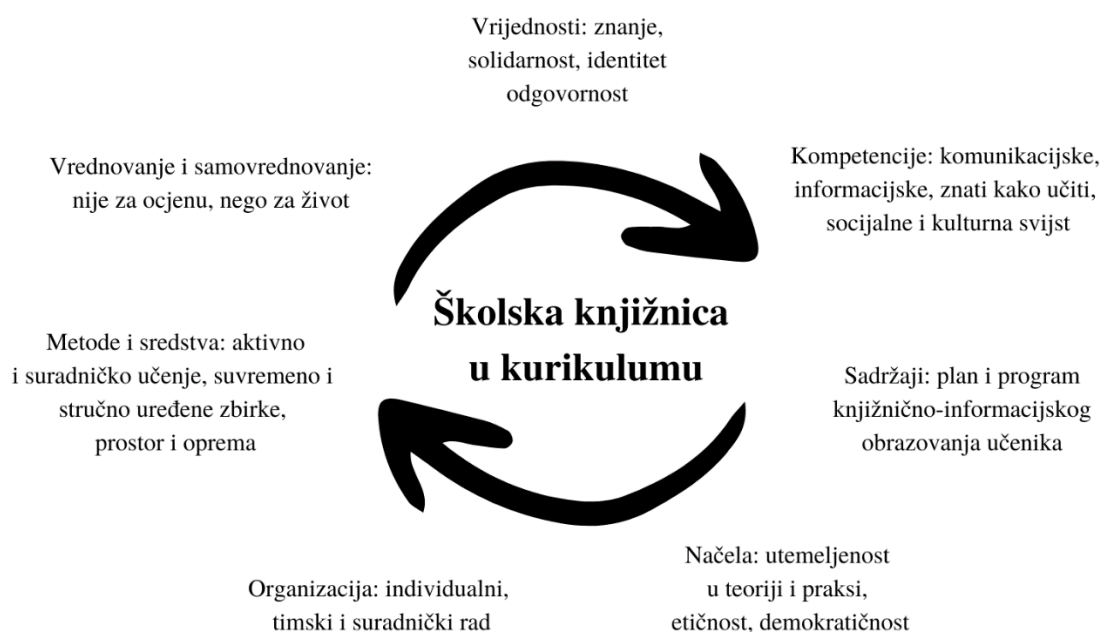 Vrijednosti: znanje,
solidarnost, identitet
odgovornost
Kompetencije: komunikacijske,
informacijske, znati kako učiti,
socijalne i kulturna svijst
Sadržaji: plan i program
knjižnično-informacijskog
obrazovanja učenika
Načela: utemeljenost
u teoriji i praksi,
etičnost, demokratičnost
Organizacija: individualni,
timski i suradnički rad
Metode i sredstva: aktivno
i suradničko učenje, suvremeno i
stručno uređene zbirke,
prostor i oprema
Vrednovanje i samovrednovanje:
nije za ocjenu, nego za život
Školska knjižnica
u kurikulumu